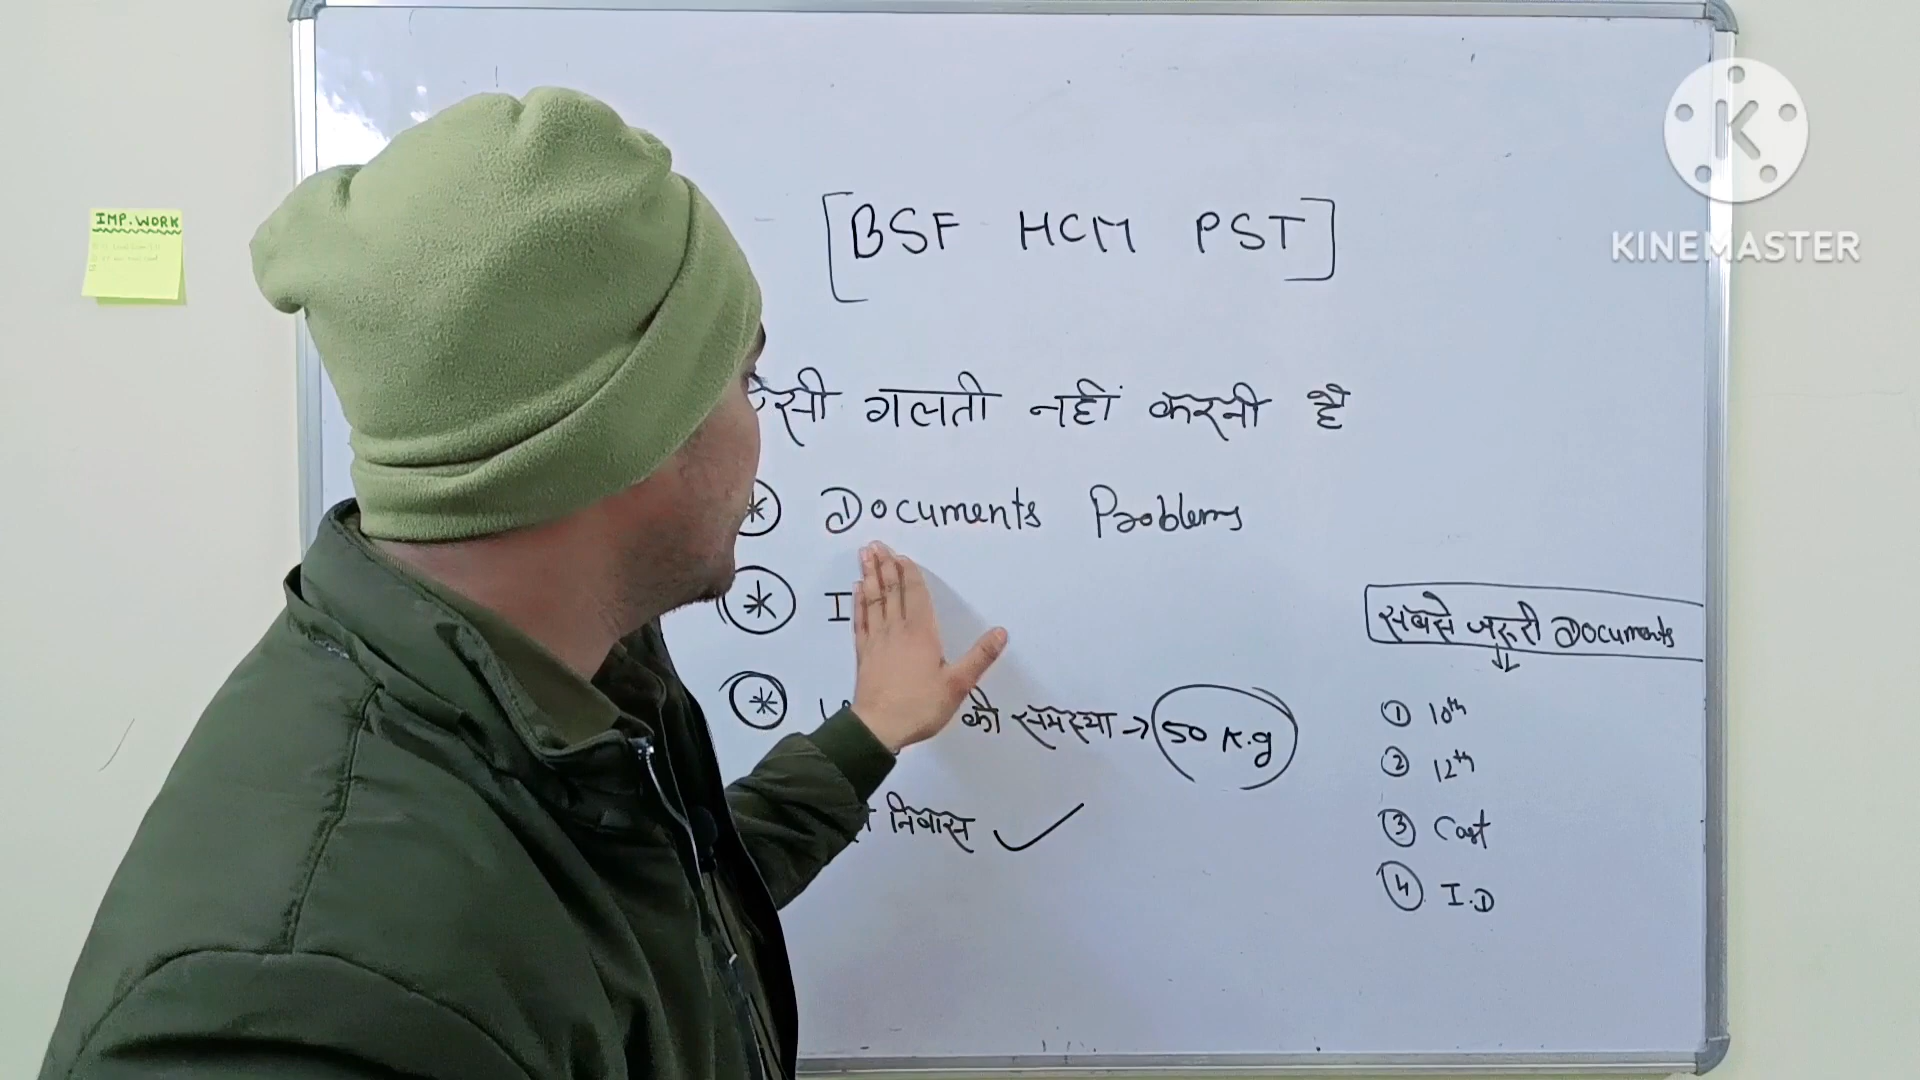 IMP. WORK
KINEMASTER
[BSF HCM PST]
गलती नहीं करनी है
* Documents Problems
*
* की समस्या → 50 K.g
निवास ✓
सबसे जरूरी Documents
① 10th
② 12th
③ Cast
④ I.D